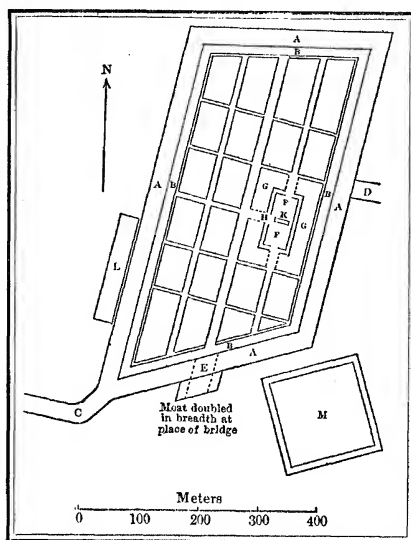 A
B
N
A
B
G
F
B
A
D
H
K
F
G
L
B
A
E
C
Moat doubled
in breadth at
place of bridge
M
Meters
0 100 200 300 400